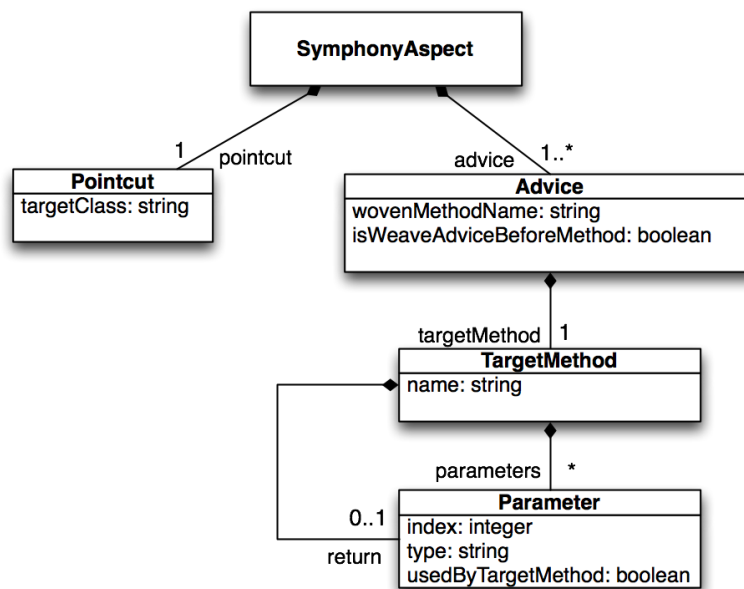 SymphonyAspect
1
pointcut
advice
1..*
Pointcut
targetClass: string
Advice
wovenMethodName: string
isWeaveAdviceBeforeMethod: boolean
targetMethod
1
TargetMethod
name: string
parameters
*
0..1
return
Parameter
index: integer
type: string
usedByTargetMethod: boolean